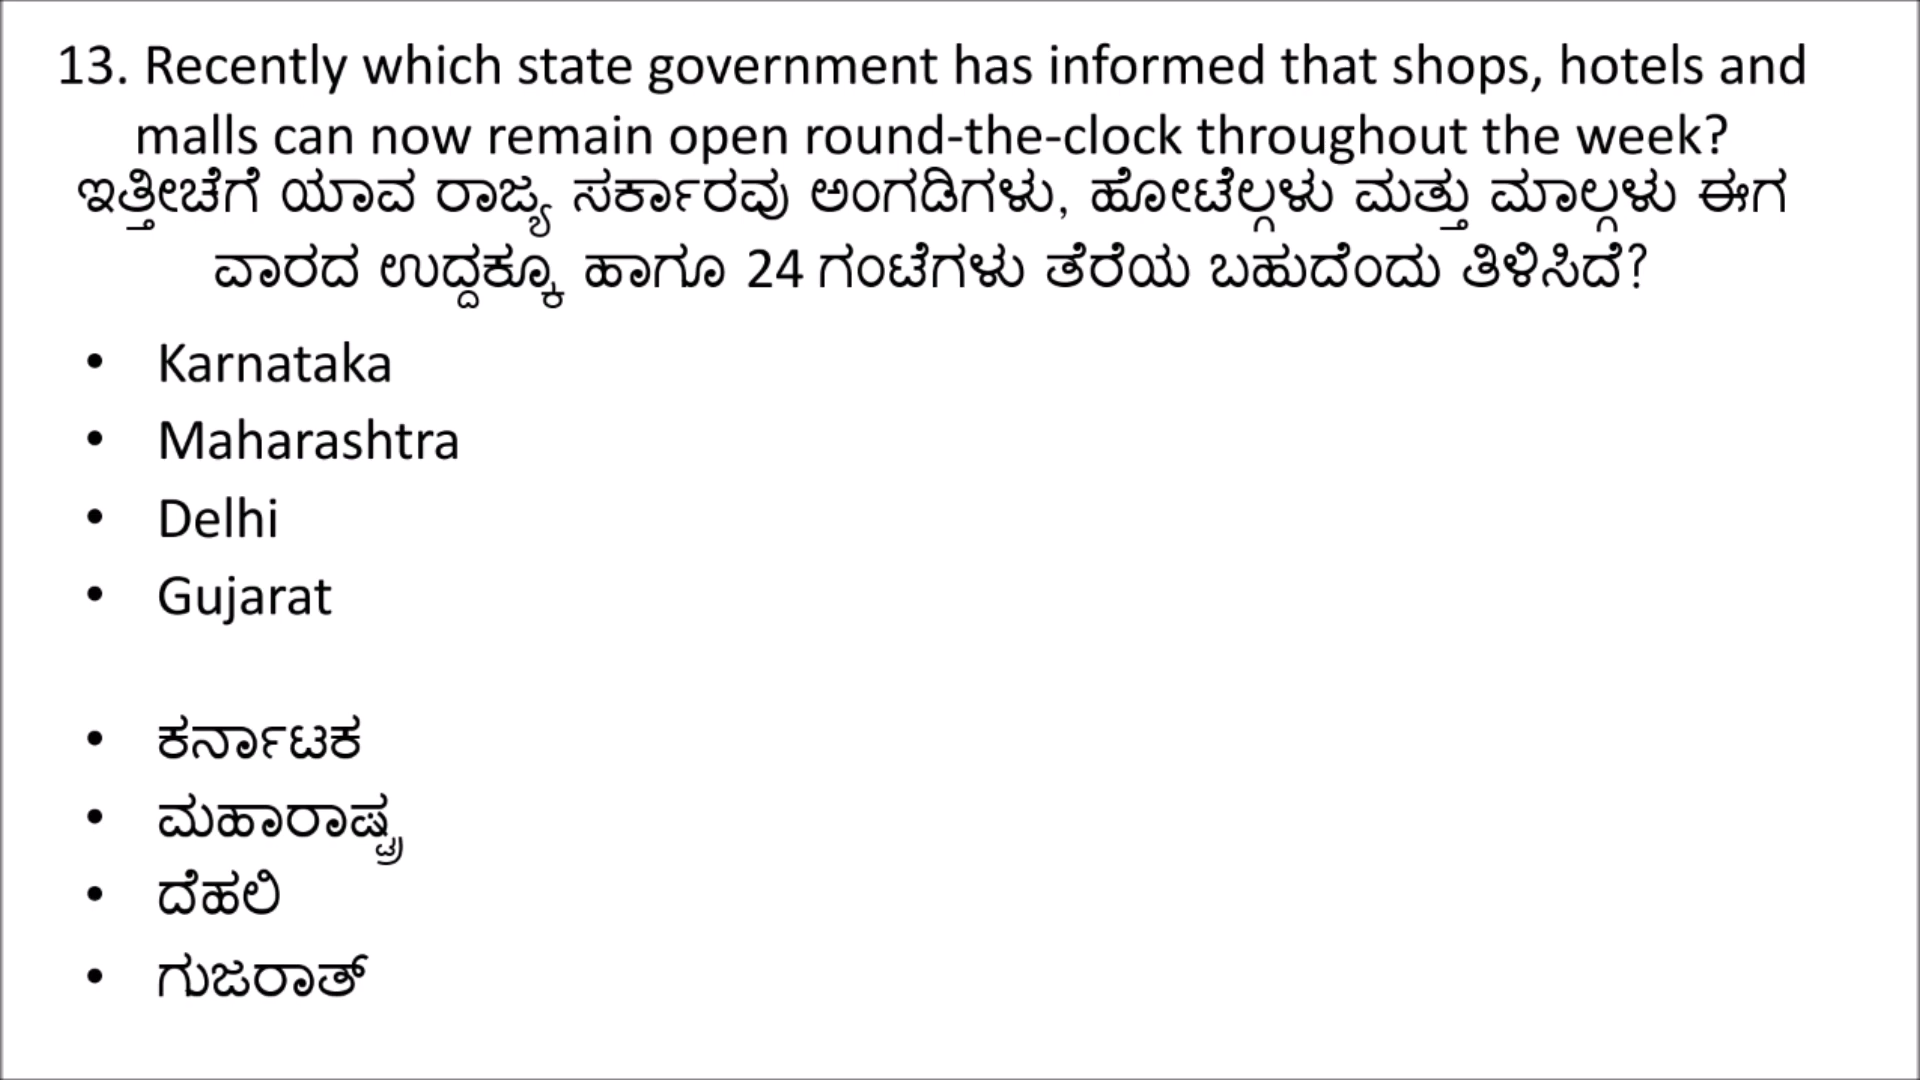 13. Recently which state government has informed that shops, hotels and
malls can now remain open round-the-clock throughout the week?
ಇತ್ತೀಚೆಗೆ ಯಾವ ರಾಜ್ಯ ಸರ್ಕಾರವು ಅಂಗಡಿಗಳು, ಹೋಟೆಲ್ಗಳು ಮತ್ತು ಮಾಲ್ಗಳು ಈಗ
ವಾರದ ಉದ್ದಕ್ಕೂ ಹಾಗೂ 24 ಗಂಟೆಗಳು ತೆರೆಯ ಬಹುದೆಂದು ತಿಳಿಸಿದೆ?
• Karnataka
• Maharashtra
• Delhi
• Gujarat
• ಕರ್ನಾಟಕ
• ಮಹಾರಾಷ್ಟ್ರ
• ದೆಹಲಿ
• ಗುಜರಾತ್